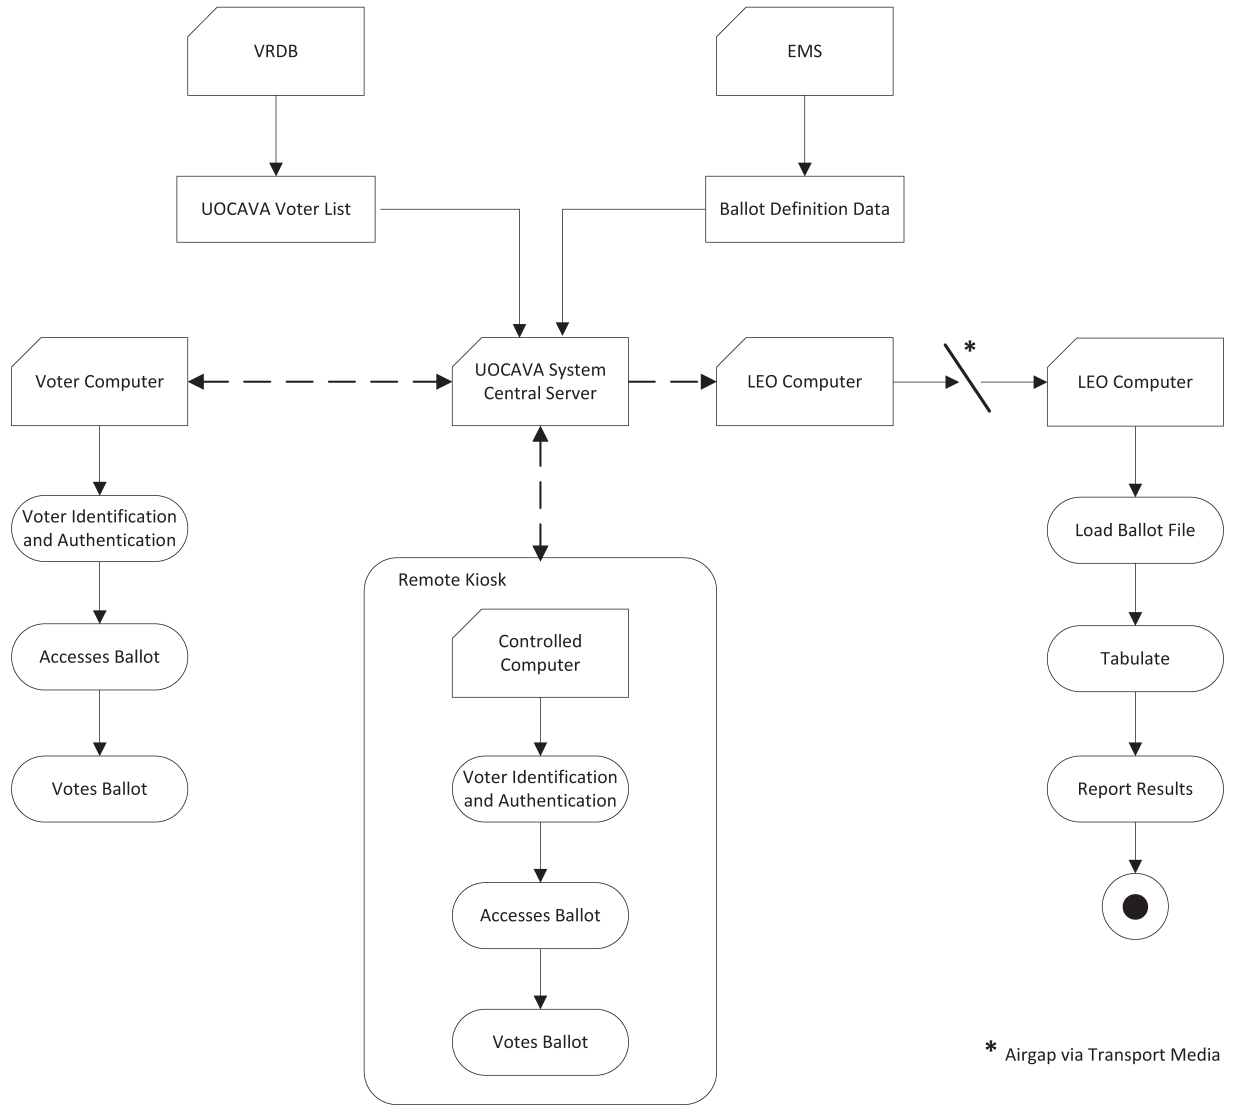 VRDB
EMS
UOCAVA Voter List
Ballot Definition Data
*
Voter Computer
UOCAVA System
Central Server
LEO Computer
LEO Computer
Voter Identification
and Authentication
Load Ballot File
Remote Kiosk
Controlled
Computer
Accesses Ballot
Tabulate
Voter Identification
and Authentication
Votes Ballot
Report Results
Accesses Ballot
Votes Ballot
* Airgap via Transport Media